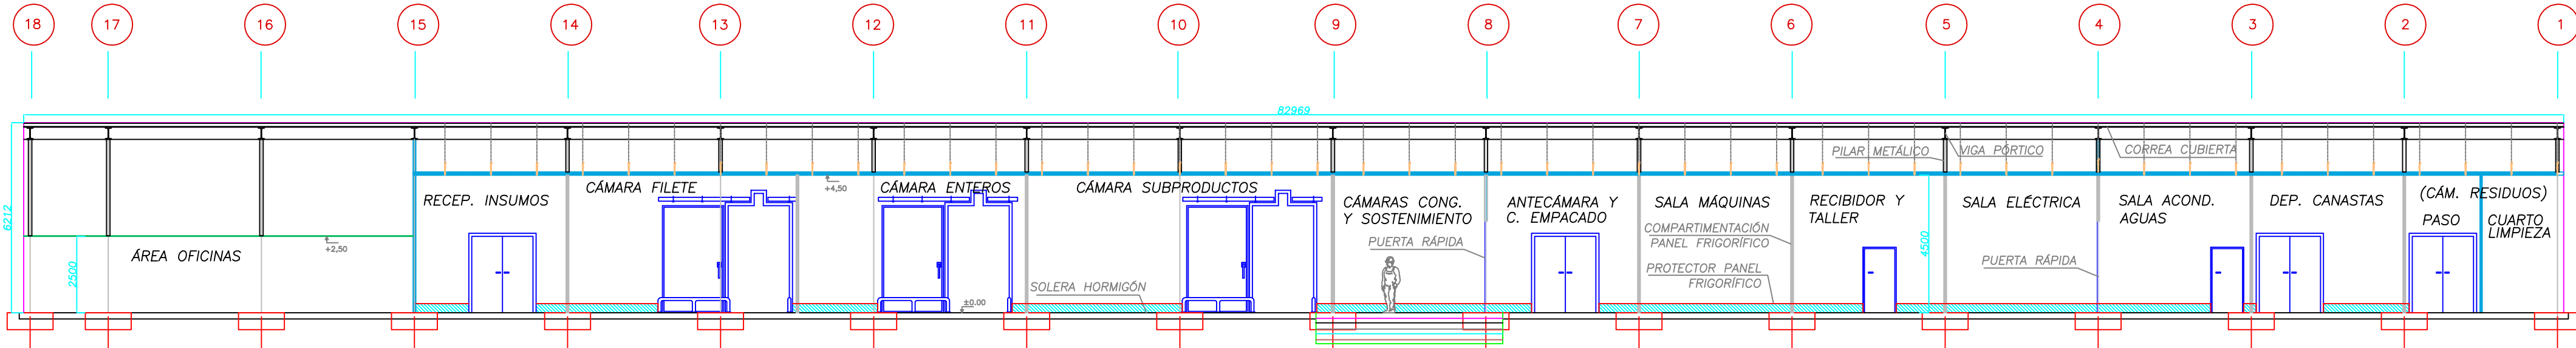 18 17 16 15 14 13 12 11 10 9 8 7 6 5 4 3 2 1
82969
6212
2500
ÁREA OFICINAS
+2,50
RECEP. INSUMOS
CÁMARA FILETE
+4,50
CÁMARA ENTEROS
±0.00
CÁMARA SUBPRODUCTOS
SOLERA HORMIGÓN
CÁMARAS CONG.
Y SOSTENIMIENTO
PUERTA RÁPIDA
ANTECÁMARA Y
C. EMPACADO
SALA MÁQUINAS
COMPARTIMENTACIÓN
PANEL FRIGORÍFICO
PROTECTOR PANEL
FRIGORÍFICO
PILAR METÁLICO
VIGA PÓRTICO
CORREA CUBIERTA
RECIBIDOR Y
TALLER
4500
SALA ELÉCTRICA
PUERTA RÁPIDA
SALA ACOND.
AGUAS
DEP. CANASTAS
(CÁM. RESIDUOS)
PASO
CUARTO
LIMPIEZA